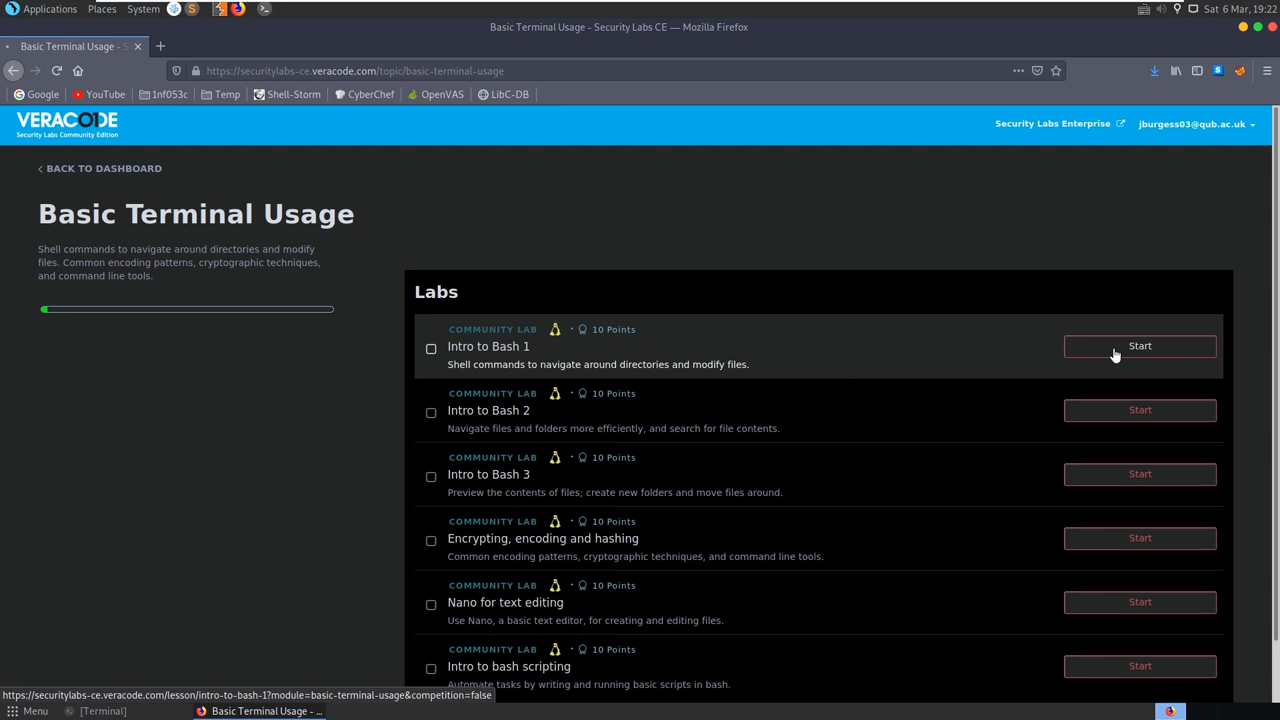 Applications Places System Sat 6 Mar, 19:22
Basic Terminal Usage - Security Labs CE — Mozilla Firefox
Basic Terminal Usage - S
https://securitylabs-ce.veracode.com/topic/basic-terminal-usage
Google YouTube 1nf053c Temp Shell-Storm CyberChef OpenVAS LibC-DB
VERACODE
Security Labs Community Edition
Security Labs Enterprise jburgess03@qub.ac.uk
BACK TO DASHBOARD
Basic Terminal Usage
Shell commands to navigate around directories and modify
files. Common encoding patterns, cryptographic techniques,
and command line tools.
Labs
COMMUNITY LAB · 10 Points
Intro to Bash 1
Start
Shell commands to navigate around directories and modify files.
COMMUNITY LAB · 10 Points
Intro to Bash 2
Start
Navigate files and folders more efficiently, and search for file contents.
COMMUNITY LAB · 10 Points
Intro to Bash 3
Start
Preview the contents of files; create new folders and move files around.
COMMUNITY LAB · 10 Points
Encrypting, encoding and hashing
Start
Common encoding patterns, cryptographic techniques, and command line tools.
COMMUNITY LAB · 10 Points
Nano for text editing
Start
Use Nano, a basic text editor, for creating and editing files.
COMMUNITY LAB · 10 Points
Intro to bash scripting
Start
Automate tasks by writing and running basic scripts in bash.
https://securitylabs-ce.veracode.com/lesson/intro-to-bash-1?module=basic-terminal-usage&competition=false
Menu [Terminal] Basic Terminal Usage - ...